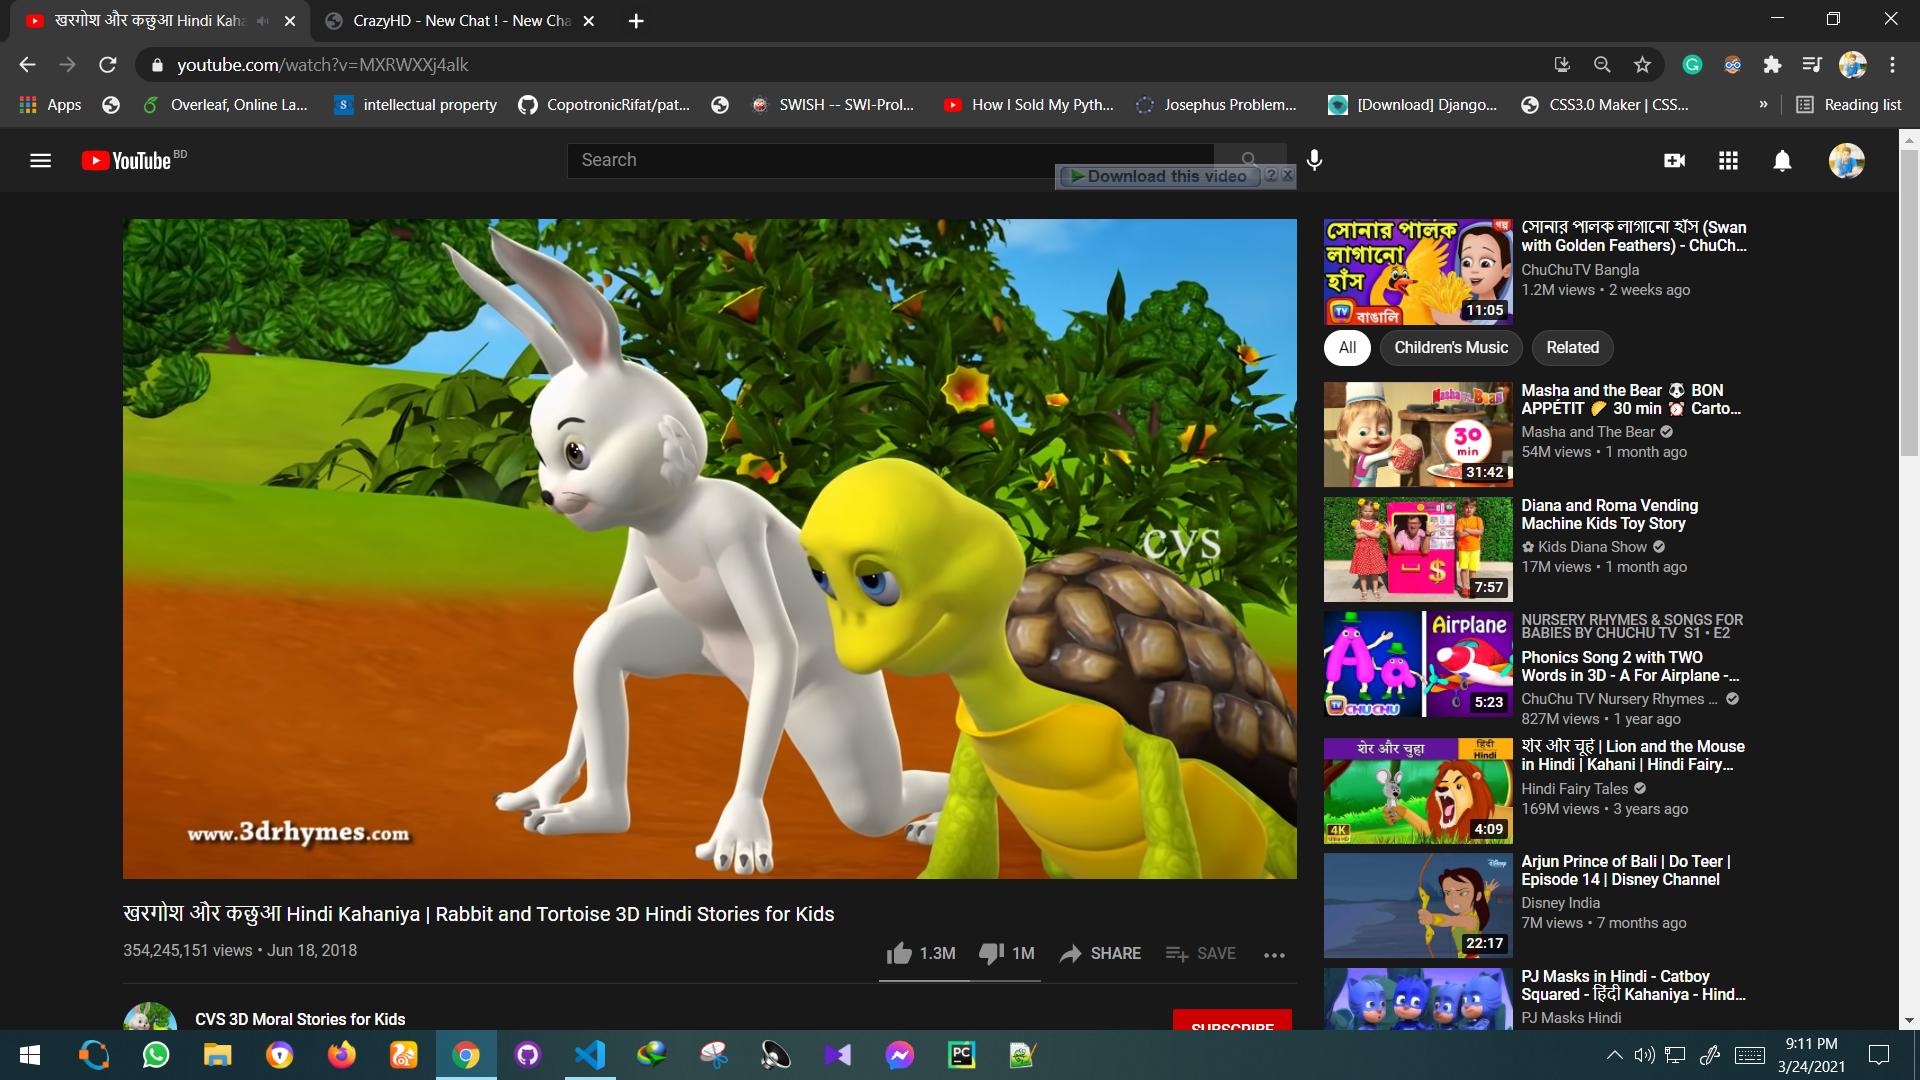 खरगोश और कछुआ Hindi Kaha
CrazyHD - New Chat ! - New Cha
youtube.com/watch?v=MXRWXXj4alk
Apps
Overleaf, Online La...
intellectual property
CopotronicRifat/pat...
SWISH -- SWI-Prol...
How I Sold My Pyth...
Josephus Problem...
[Download] Django...
CSS3.0 Maker | CSS...
»
Reading list
YouTube BD
Search
Download this video ? X
CVS
www.3drhymes.com
खरगोश और कछुआ Hindi Kahaniya | Rabbit and Tortoise 3D Hindi Stories for Kids
354,245,151 views • Jun 18, 2018
1.3M
1M
SHARE
SAVE
CVS 3D Moral Stories for Kids
SUBSCRIBE
সোনার পালক
লাগানো
হাঁস
গল্প
TV বাঙালি
11:05
সোনার পালক লাগানো হাঁস (Swan
with Golden Feathers) - ChuCh...
ChuChuTV Bangla
1.2M views • 2 weeks ago
All
Children's Music
Related
Masha and the Bear
30
min
31:42
Masha and the Bear 🐼 BON
APPÉTIT 🌮 30 min ⏰ Carto...
Masha and The Bear
54M views • 1 month ago
$
7:57
Diana and Roma Vending
Machine Kids Toy Story
✿ Kids Diana Show
17M views • 1 month ago
A a
Airplane
TV CHUCHU
5:23
NURSERY RHYMES & SONGS FOR
BABIES BY CHUCHU TV S1 • E2
Phonics Song 2 with TWO
Words in 3D - A For Airplane -...
ChuChu TV Nursery Rhymes ...
827M views • 1 year ago
शेर और चुहा
हिंदी
Hindi
4K
4:09
शेर और चूहे | Lion and the Mouse
in Hindi | Kahani | Hindi Fairy...
Hindi Fairy Tales
169M views • 3 years ago
Disney
22:17
Arjun Prince of Bali | Do Teer |
Episode 14 | Disney Channel
Disney India
7M views • 7 months ago
PJ Masks in Hindi - Catboy
Squared - हिंदी Kahaniya - Hind...
PJ Masks Hindi
PC
9:11 PM
3/24/2021